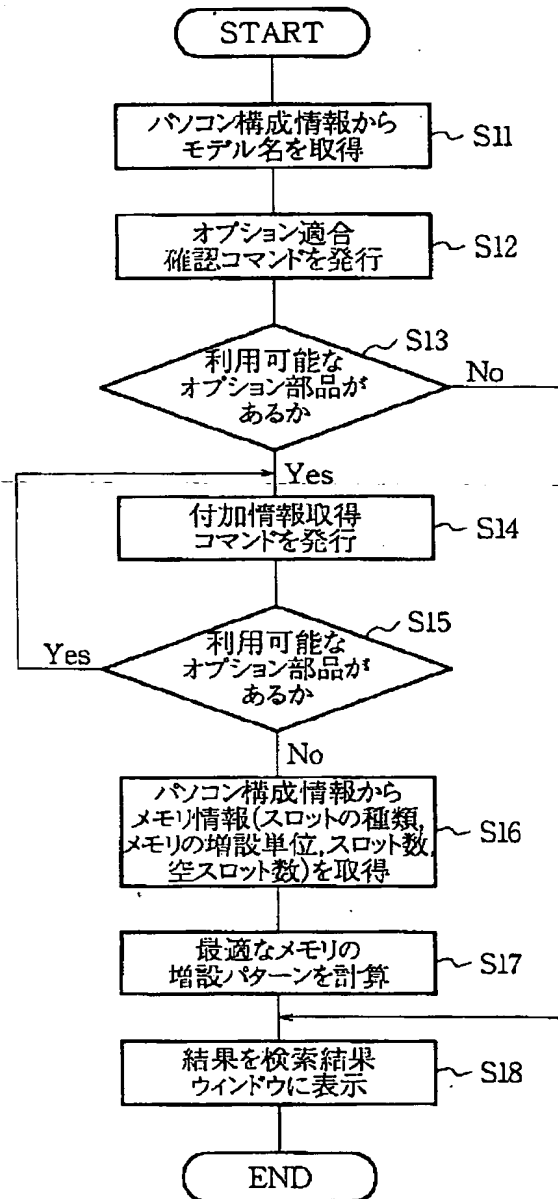 START
パソコン構成情報から
モデル名を取得
S11
オプション適合
確認コマンドを発行
S12
S13
利用可能な
オプション部品が
あるか
No
Yes
付加情報取得
コマンドを発行
S14
S15
利用可能な
オプション部品が
あるか
Yes
No
パソコン構成情報から
メモリ情報(スロットの種類,
メモリの増設単位,スロット数,
空スロット数)を取得
S16
最適なメモリの
増設パターンを計算
S17
結果を検索結果
ウィンドウに表示
S18
END